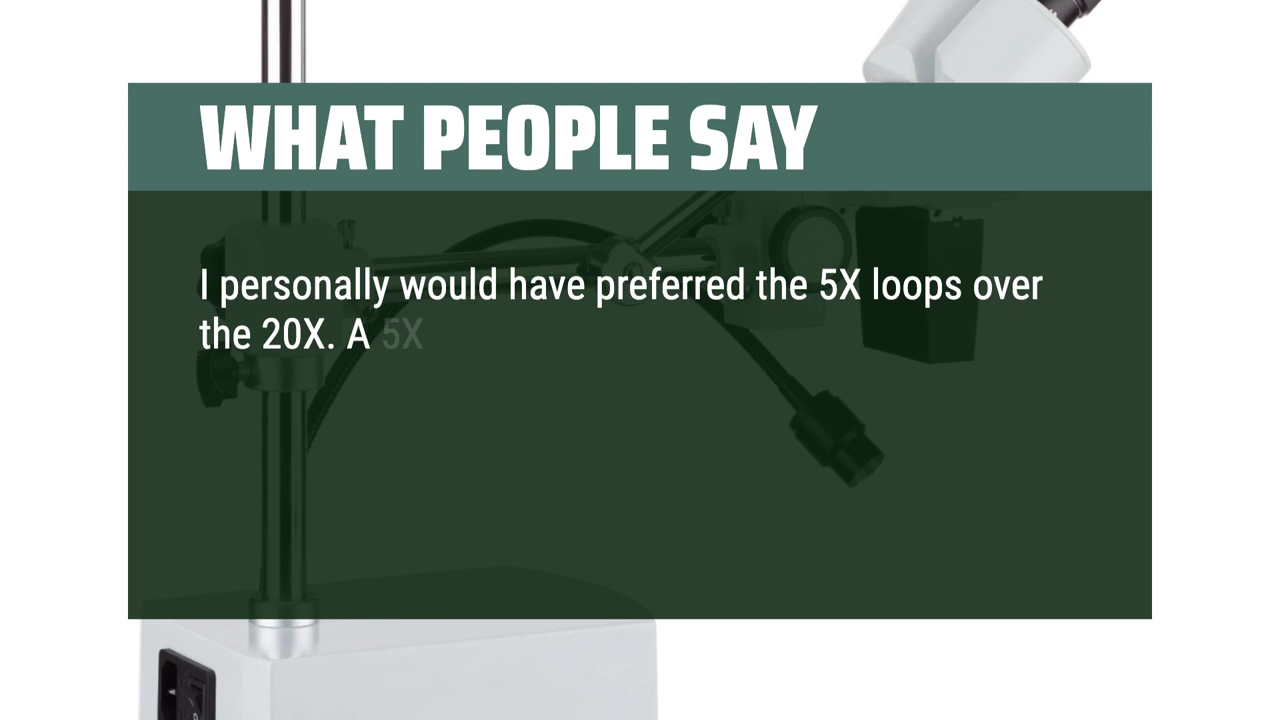 WHAT PEOPLE SAY
I personally would have preferred the 5X loops over
the 20X. A 5X